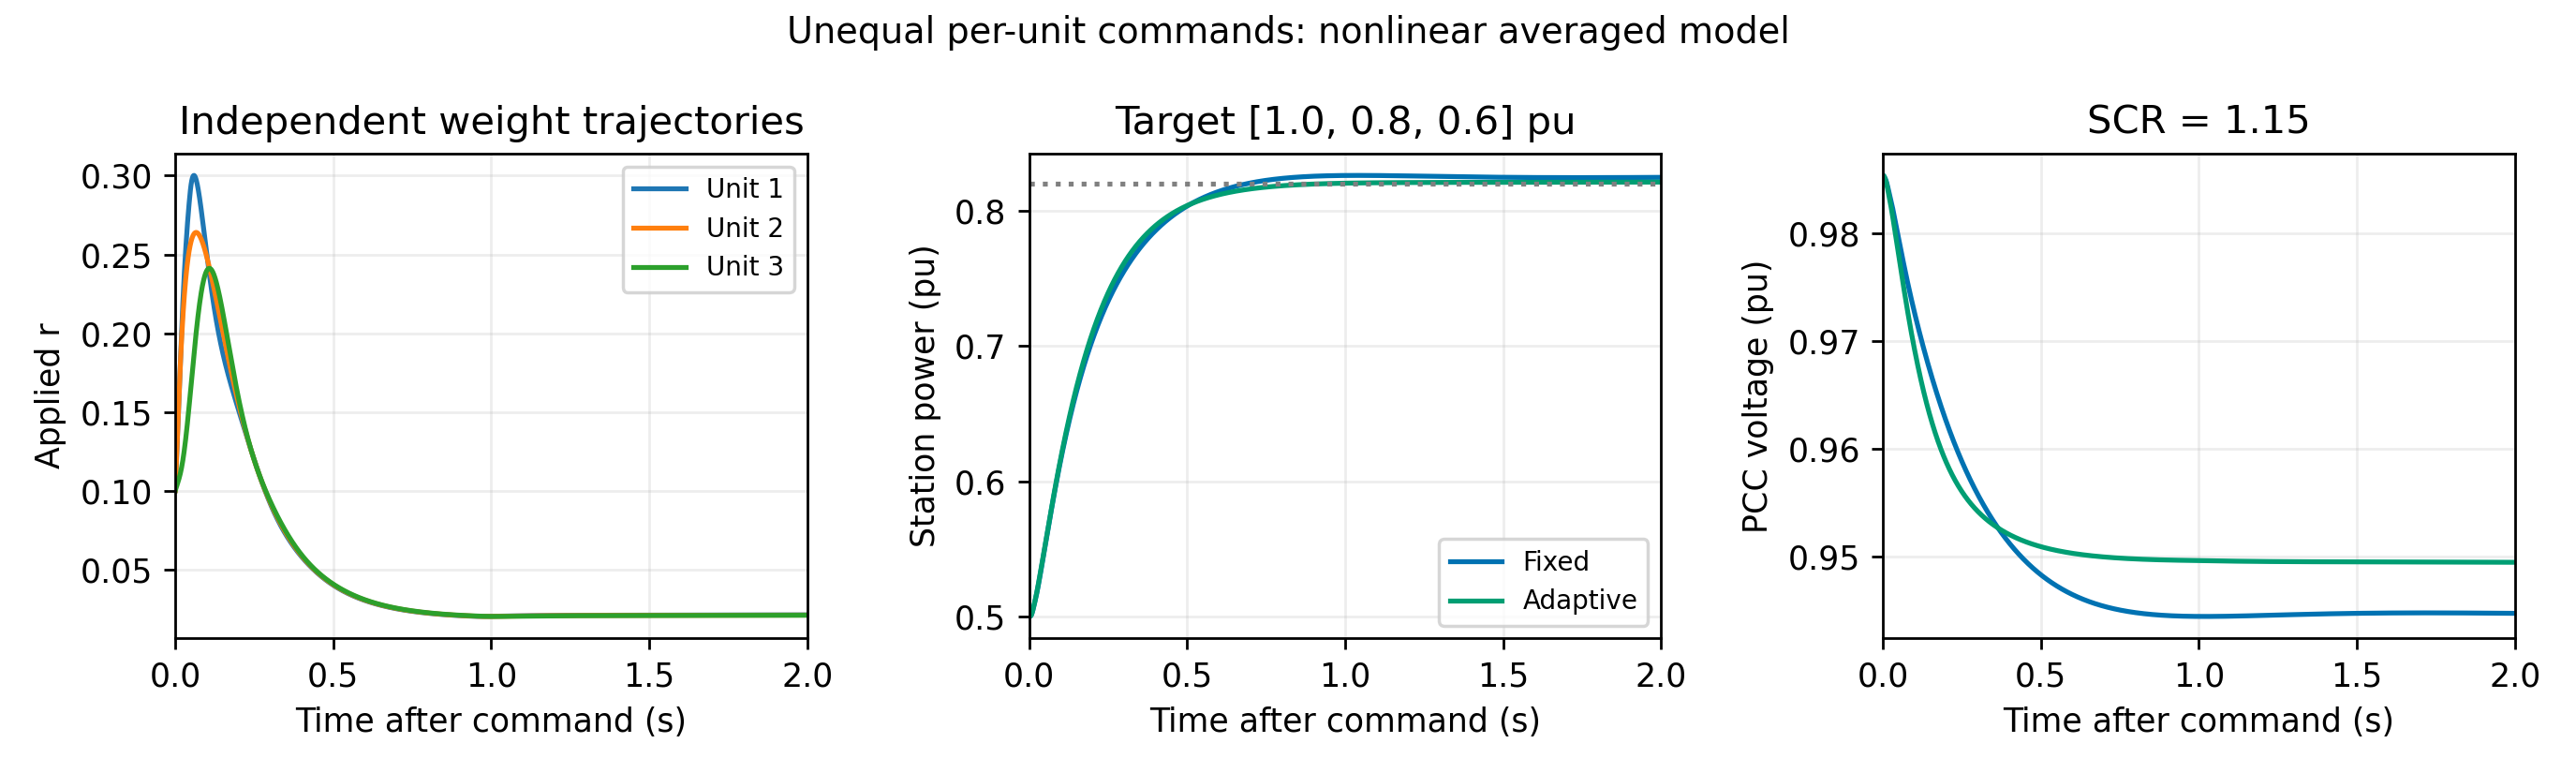 Unequal per-unit commands: nonlinear averaged model
Independent weight trajectories
Applied r
0.30
0.25
0.20
0.15
0.10
0.05
Unit 1
Unit 2
Unit 3
0.0 0.5 1.0 1.5 2.0
Time after command (s)
Target [1.0, 0.8, 0.6] pu
Station power (pu)
0.8
0.7
0.6
0.5
Fixed
Adaptive
0.0 0.5 1.0 1.5 2.0
Time after command (s)
SCR = 1.15
PCC voltage (pu)
0.98
0.97
0.96
0.95
0.0 0.5 1.0 1.5 2.0
Time after command (s)